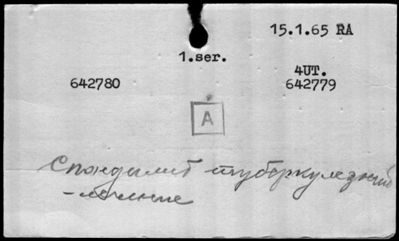 15.1.65 RA
1.ser.
4UT.
642780 642779
A
Спондилит туберкулезный
-лечение